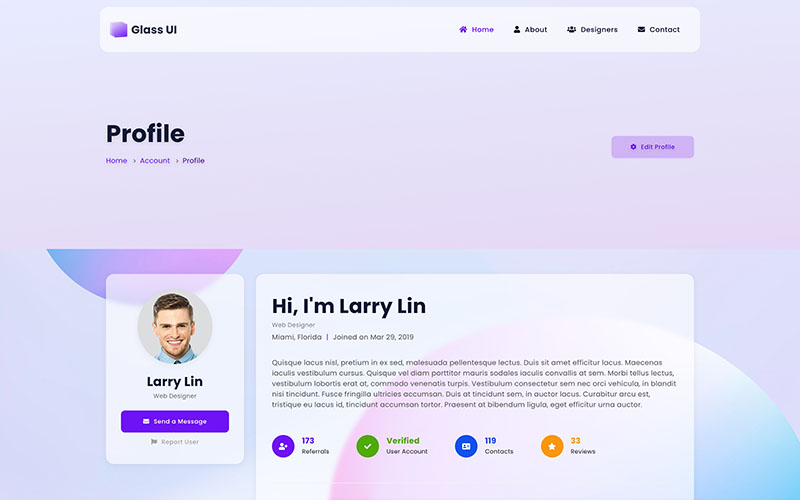 Glass UI
Home
About
Designers
Contact
Profile
Home > Account > Profile
Edit Profile
Larry Lin
Web Designer
Send a Message
Report User
Hi, I'm Larry Lin
Web Designer
Miami, Florida | Joined on Mar 29, 2019
Quisque lacus nisl, pretium in ex sed, malesuada pellentesque lectus. Duis sit amet efficitur lacus. Maecenas
iaculis vestibulum cursus. Quisque vel diam porttitor mauris sodales iaculis convallis at sem. Morbi tellus lectus,
vestibulum lobortis erat at, commodo venenatis turpis. Vestibulum consectetur sem nec orci vehicula, in blandit
nisi tincidunt. Fusce fringilla ultricies accumsan. Duis at tincidunt sem, in auctor lacus. Curabitur arcu est,
tristique eu lacus id, tincidunt accumsan tortor. Praesent at bibendum ligula, eget efficitur urna auctor.
173
Referrals
Verified
User Account
119
Contacts
33
Reviews